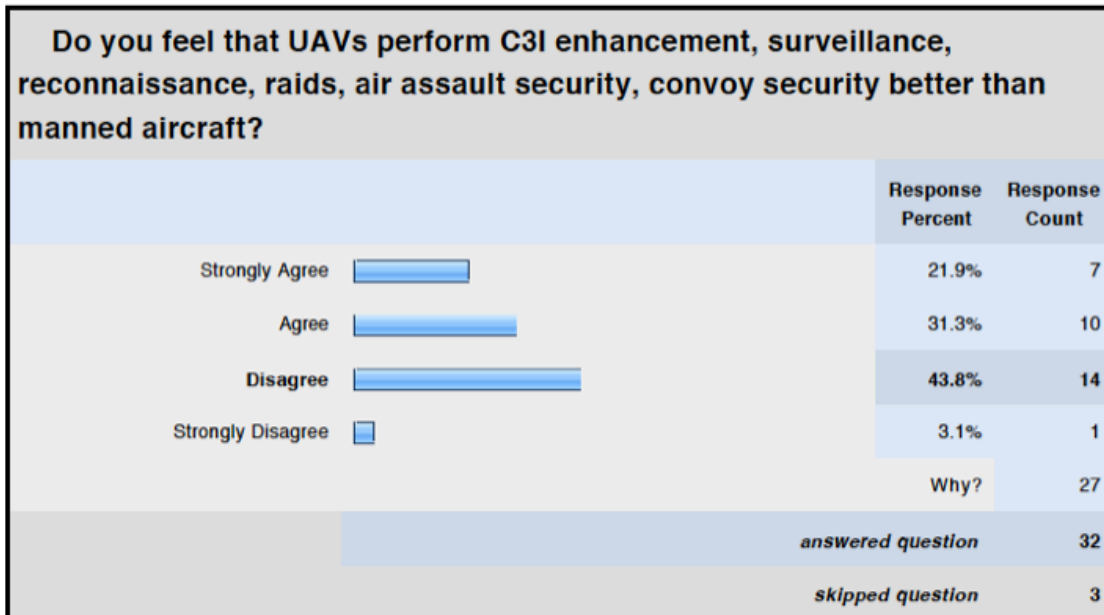 Do you feel that UAVs perform C3I enhancement, surveillance,
reconnaissance, raids, air assault security, convoy security better than
manned aircraft?
Response Percent Response Count
Strongly Agree 21.9% 7
Agree 31.3% 10
Disagree 43.8% 14
Strongly Disagree 3.1% 1
Why? 27
answered question 32
skipped question 3